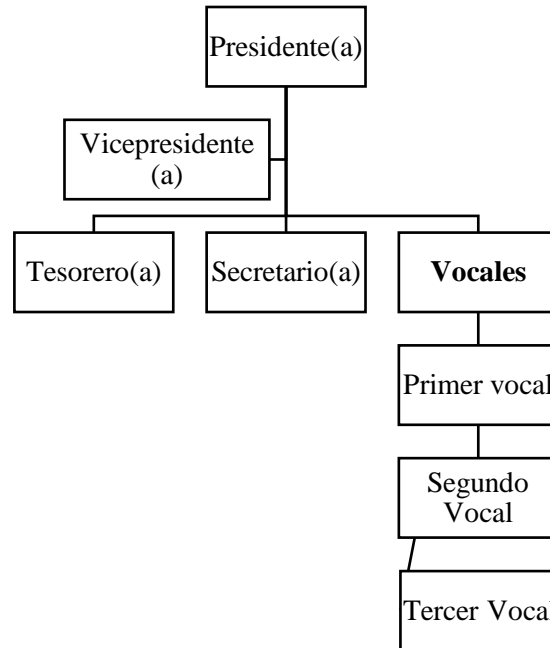 Presidente(a)
Vicepresidente
(a)
Tesorero(a)
Secretario(a)
Vocales
Primer vocal
Segundo
Vocal
Tercer Vocal